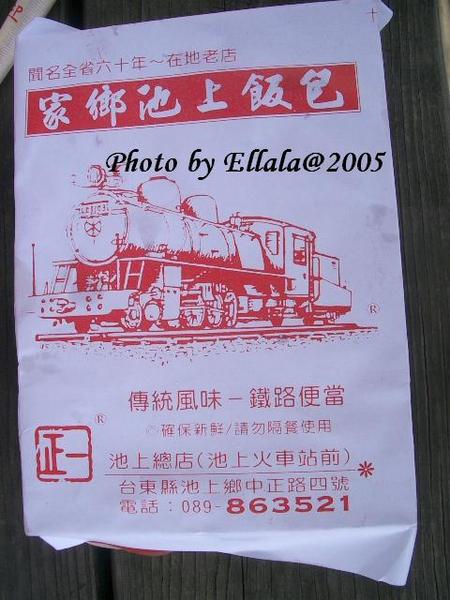 聞名全省六十年～在地老店
家鄉池上飯包
Photo by Ellala@2005
®
傳統風味－鐵路便當
◎確保新鮮/請勿隔餐使用
®
正一
池上總店(池上火車站前)
台東縣池上鄉中正路四號
電話：089-863521